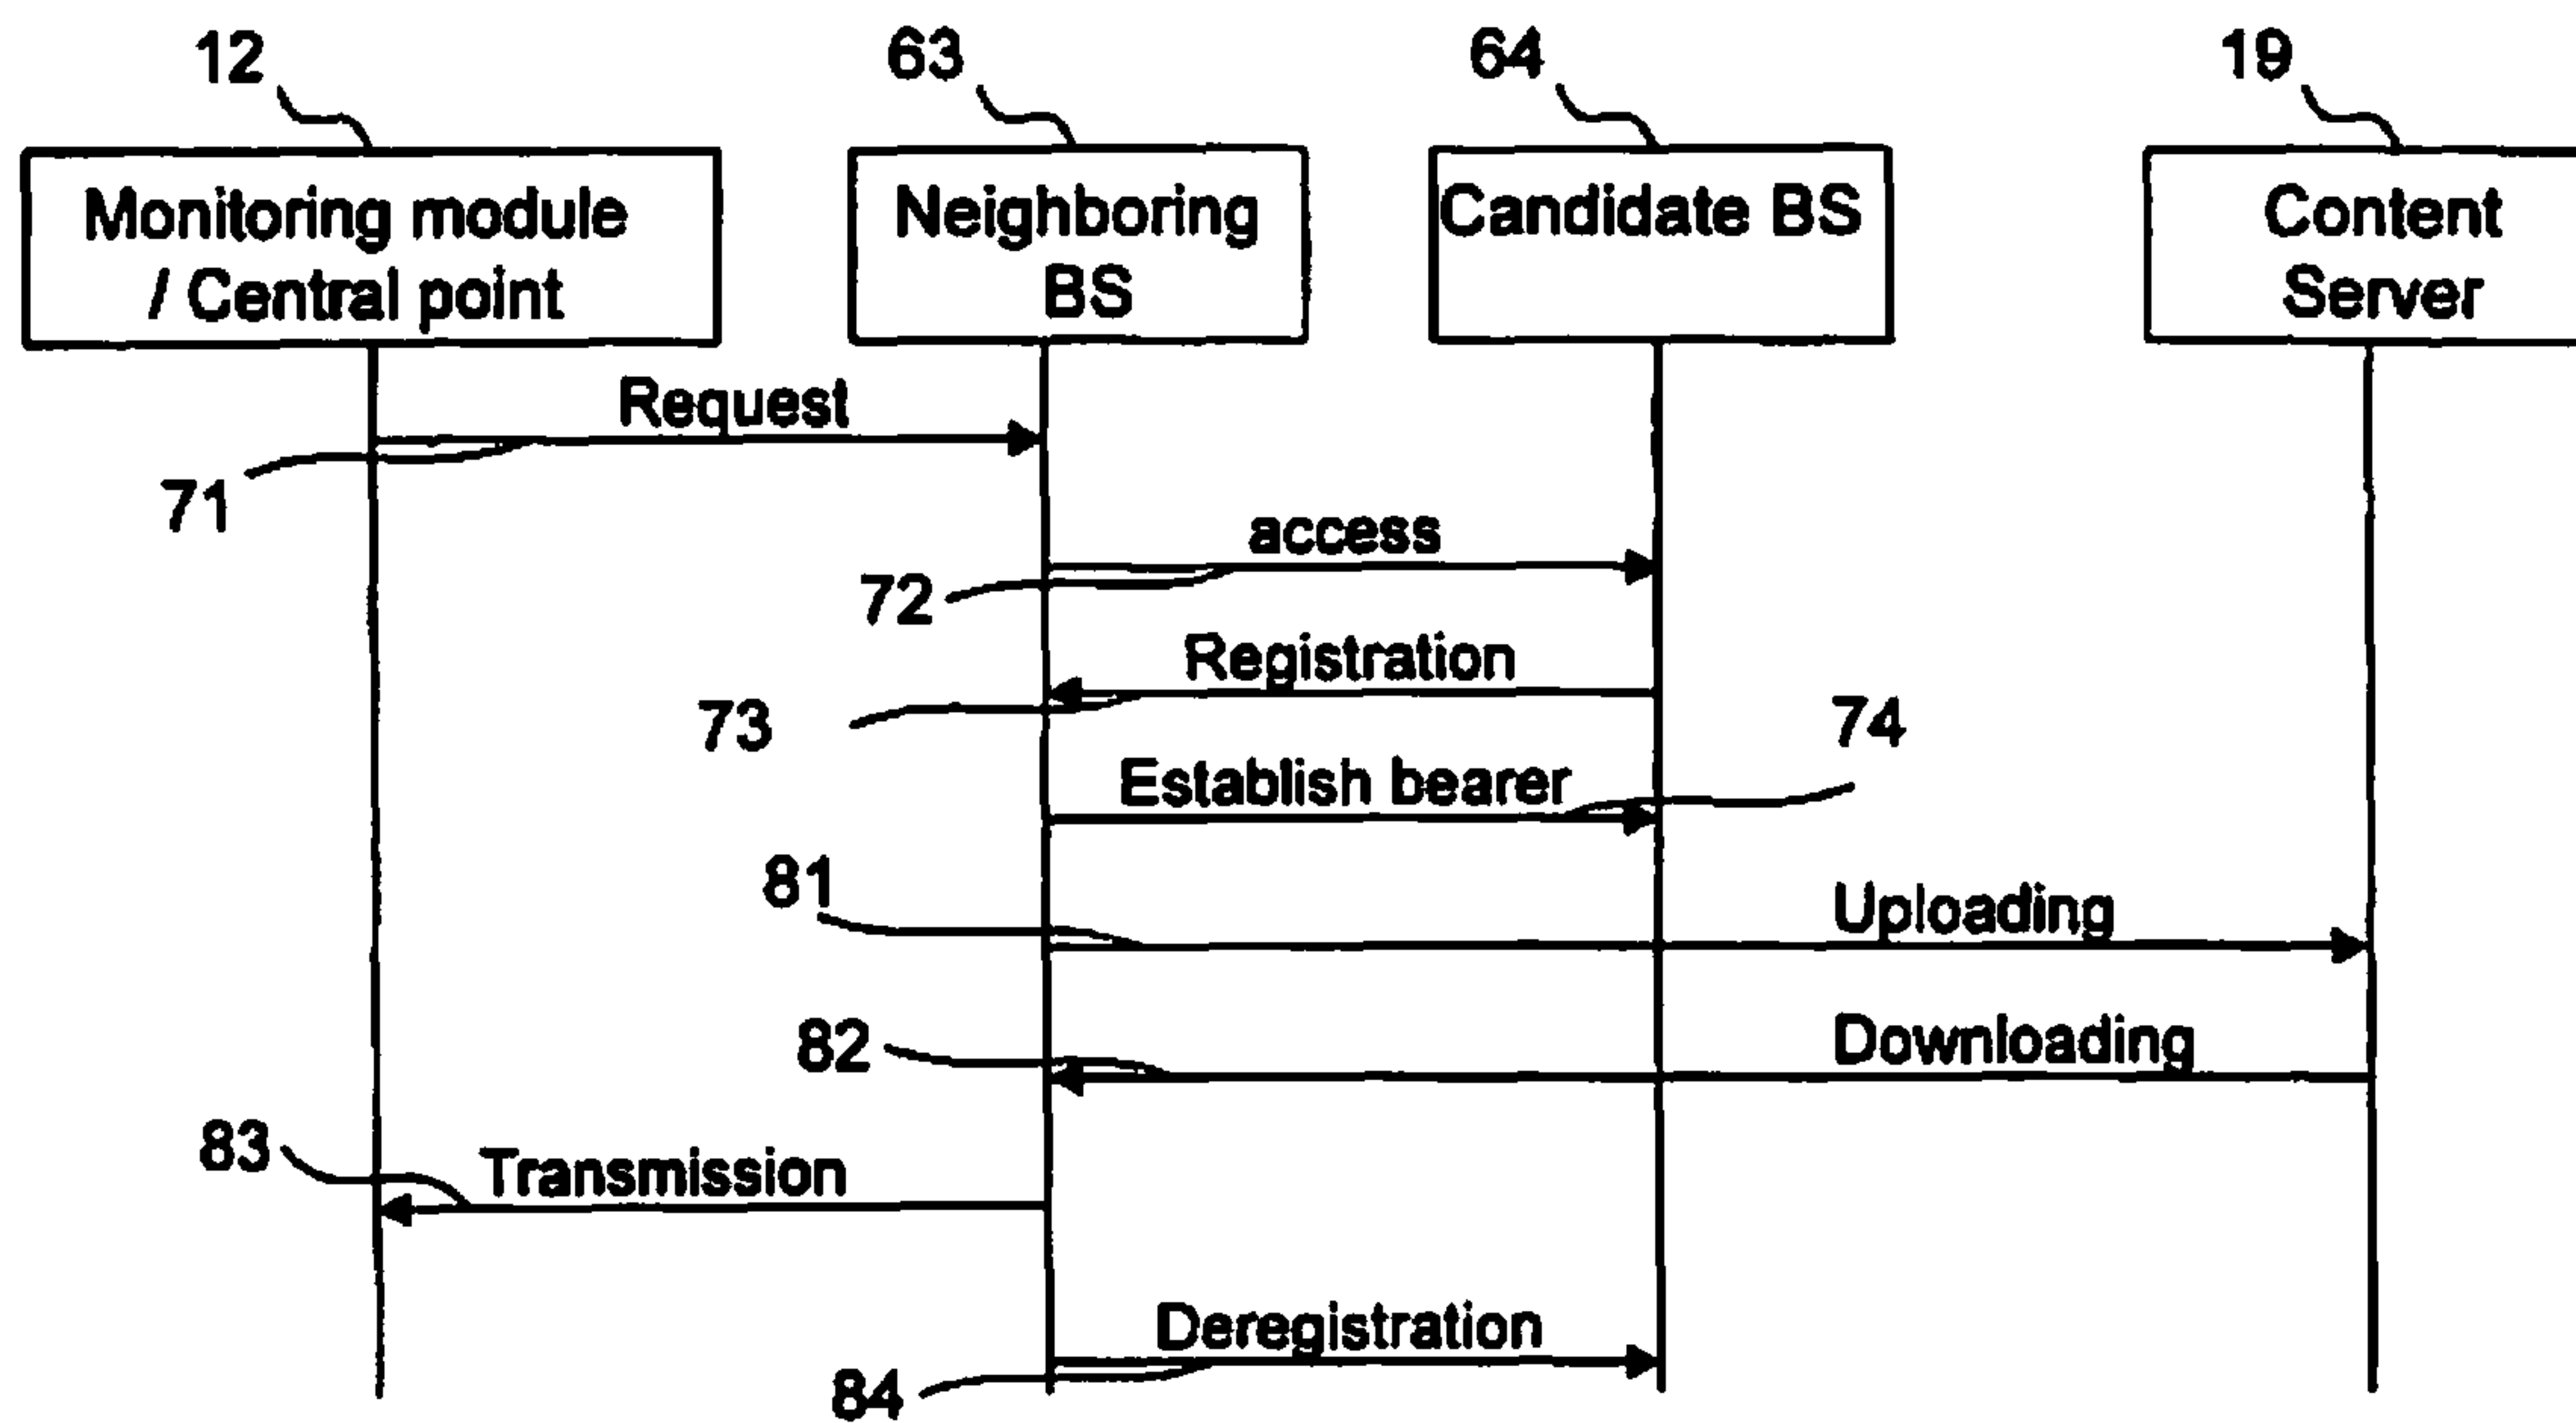 12
63
64
19
Monitoring module
/ Central point
Neighboring
BS
Candidate BS
Content
Server
Request
71
access
72
Registration
73
74
Establish bearer
81
Uploading
82
Downloading
83
Transmission
Deregistration
84